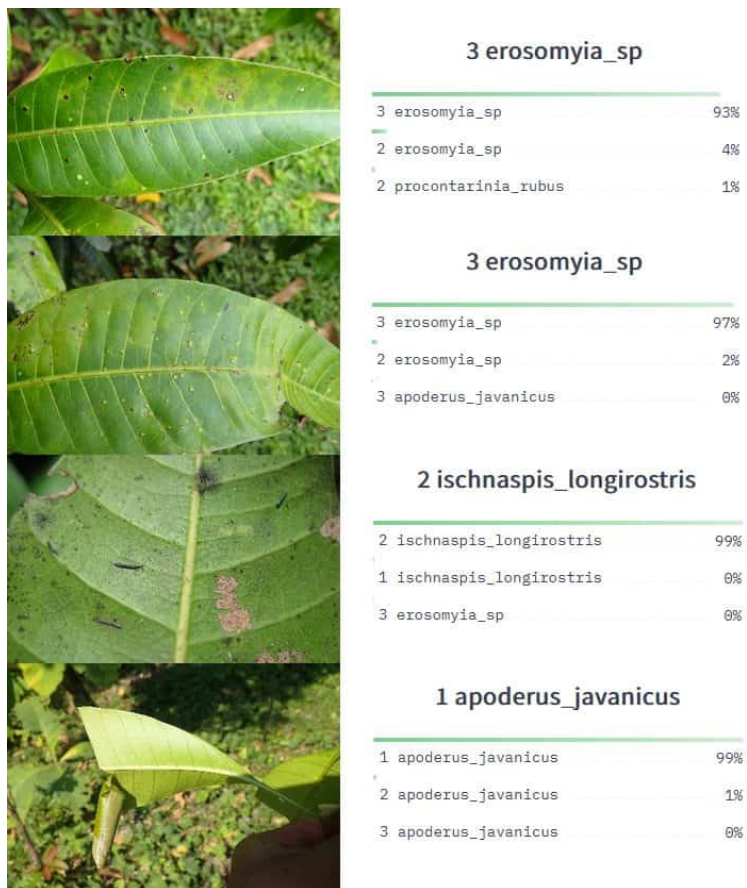 3 erosomyia_sp
3 erosomyia_sp 93%
2 erosomyia_sp 4%
2 procontarinia_rubus 1%
3 erosomyia_sp
3 erosomyia_sp 97%
2 erosomyia_sp 2%
3 apoderus_javanicus 0%
2 ischnaspis_longirostris
2 ischnaspis_longirostris 99%
1 ischnaspis_longirostris 0%
3 erosomyia_sp 0%
1 apoderus_javanicus
1 apoderus_javanicus 99%
2 apoderus_javanicus 1%
3 apoderus_javanicus 0%